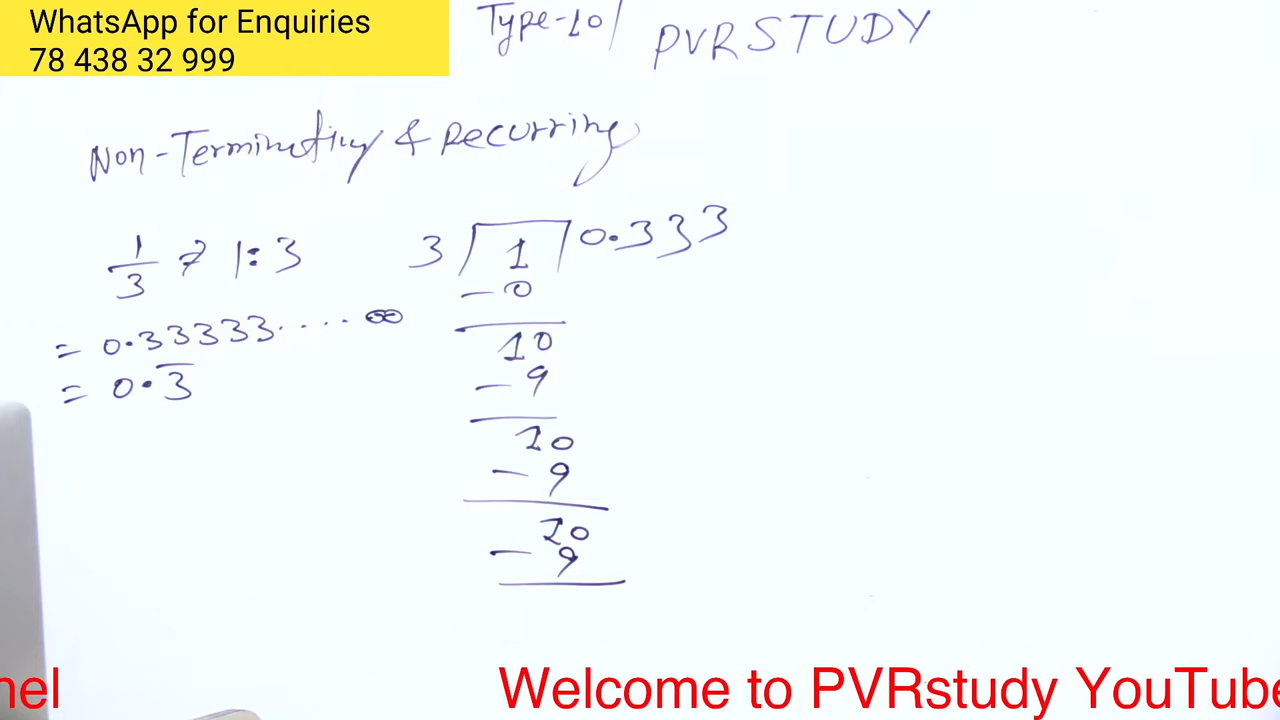 WhatsApp for Enquiries
78 438 32 999
Type-10/ PVRSTUDY
Non-Terminating & Recurring
1/3 → 1:3
= 0.33333.... ∞
= 0.3̅
3 | 1 | 0.333
- 0
10
- 9
10
- 9
10
- 9
nel Welcome to PVRstudy YouTube